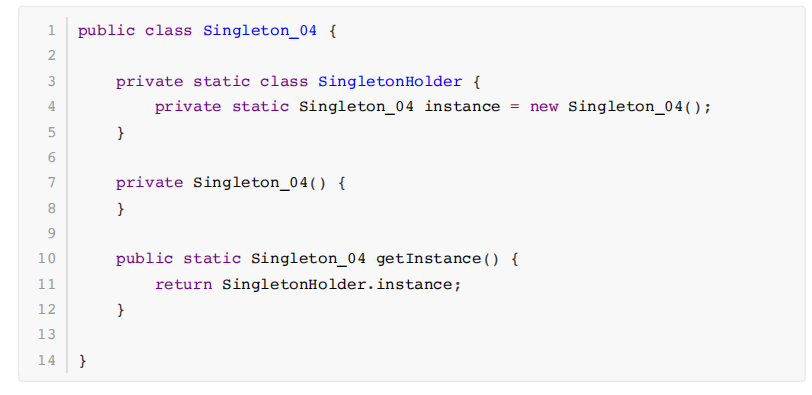 1 public class Singleton_04 {
2
3     private static class SingletonHolder {
4         private static Singleton_04 instance = new Singleton_04();
5     }
6
7     private Singleton_04() {
8     }
9
10     public static Singleton_04 getInstance() {
11         return SingletonHolder.instance;
12     }
13
14 }